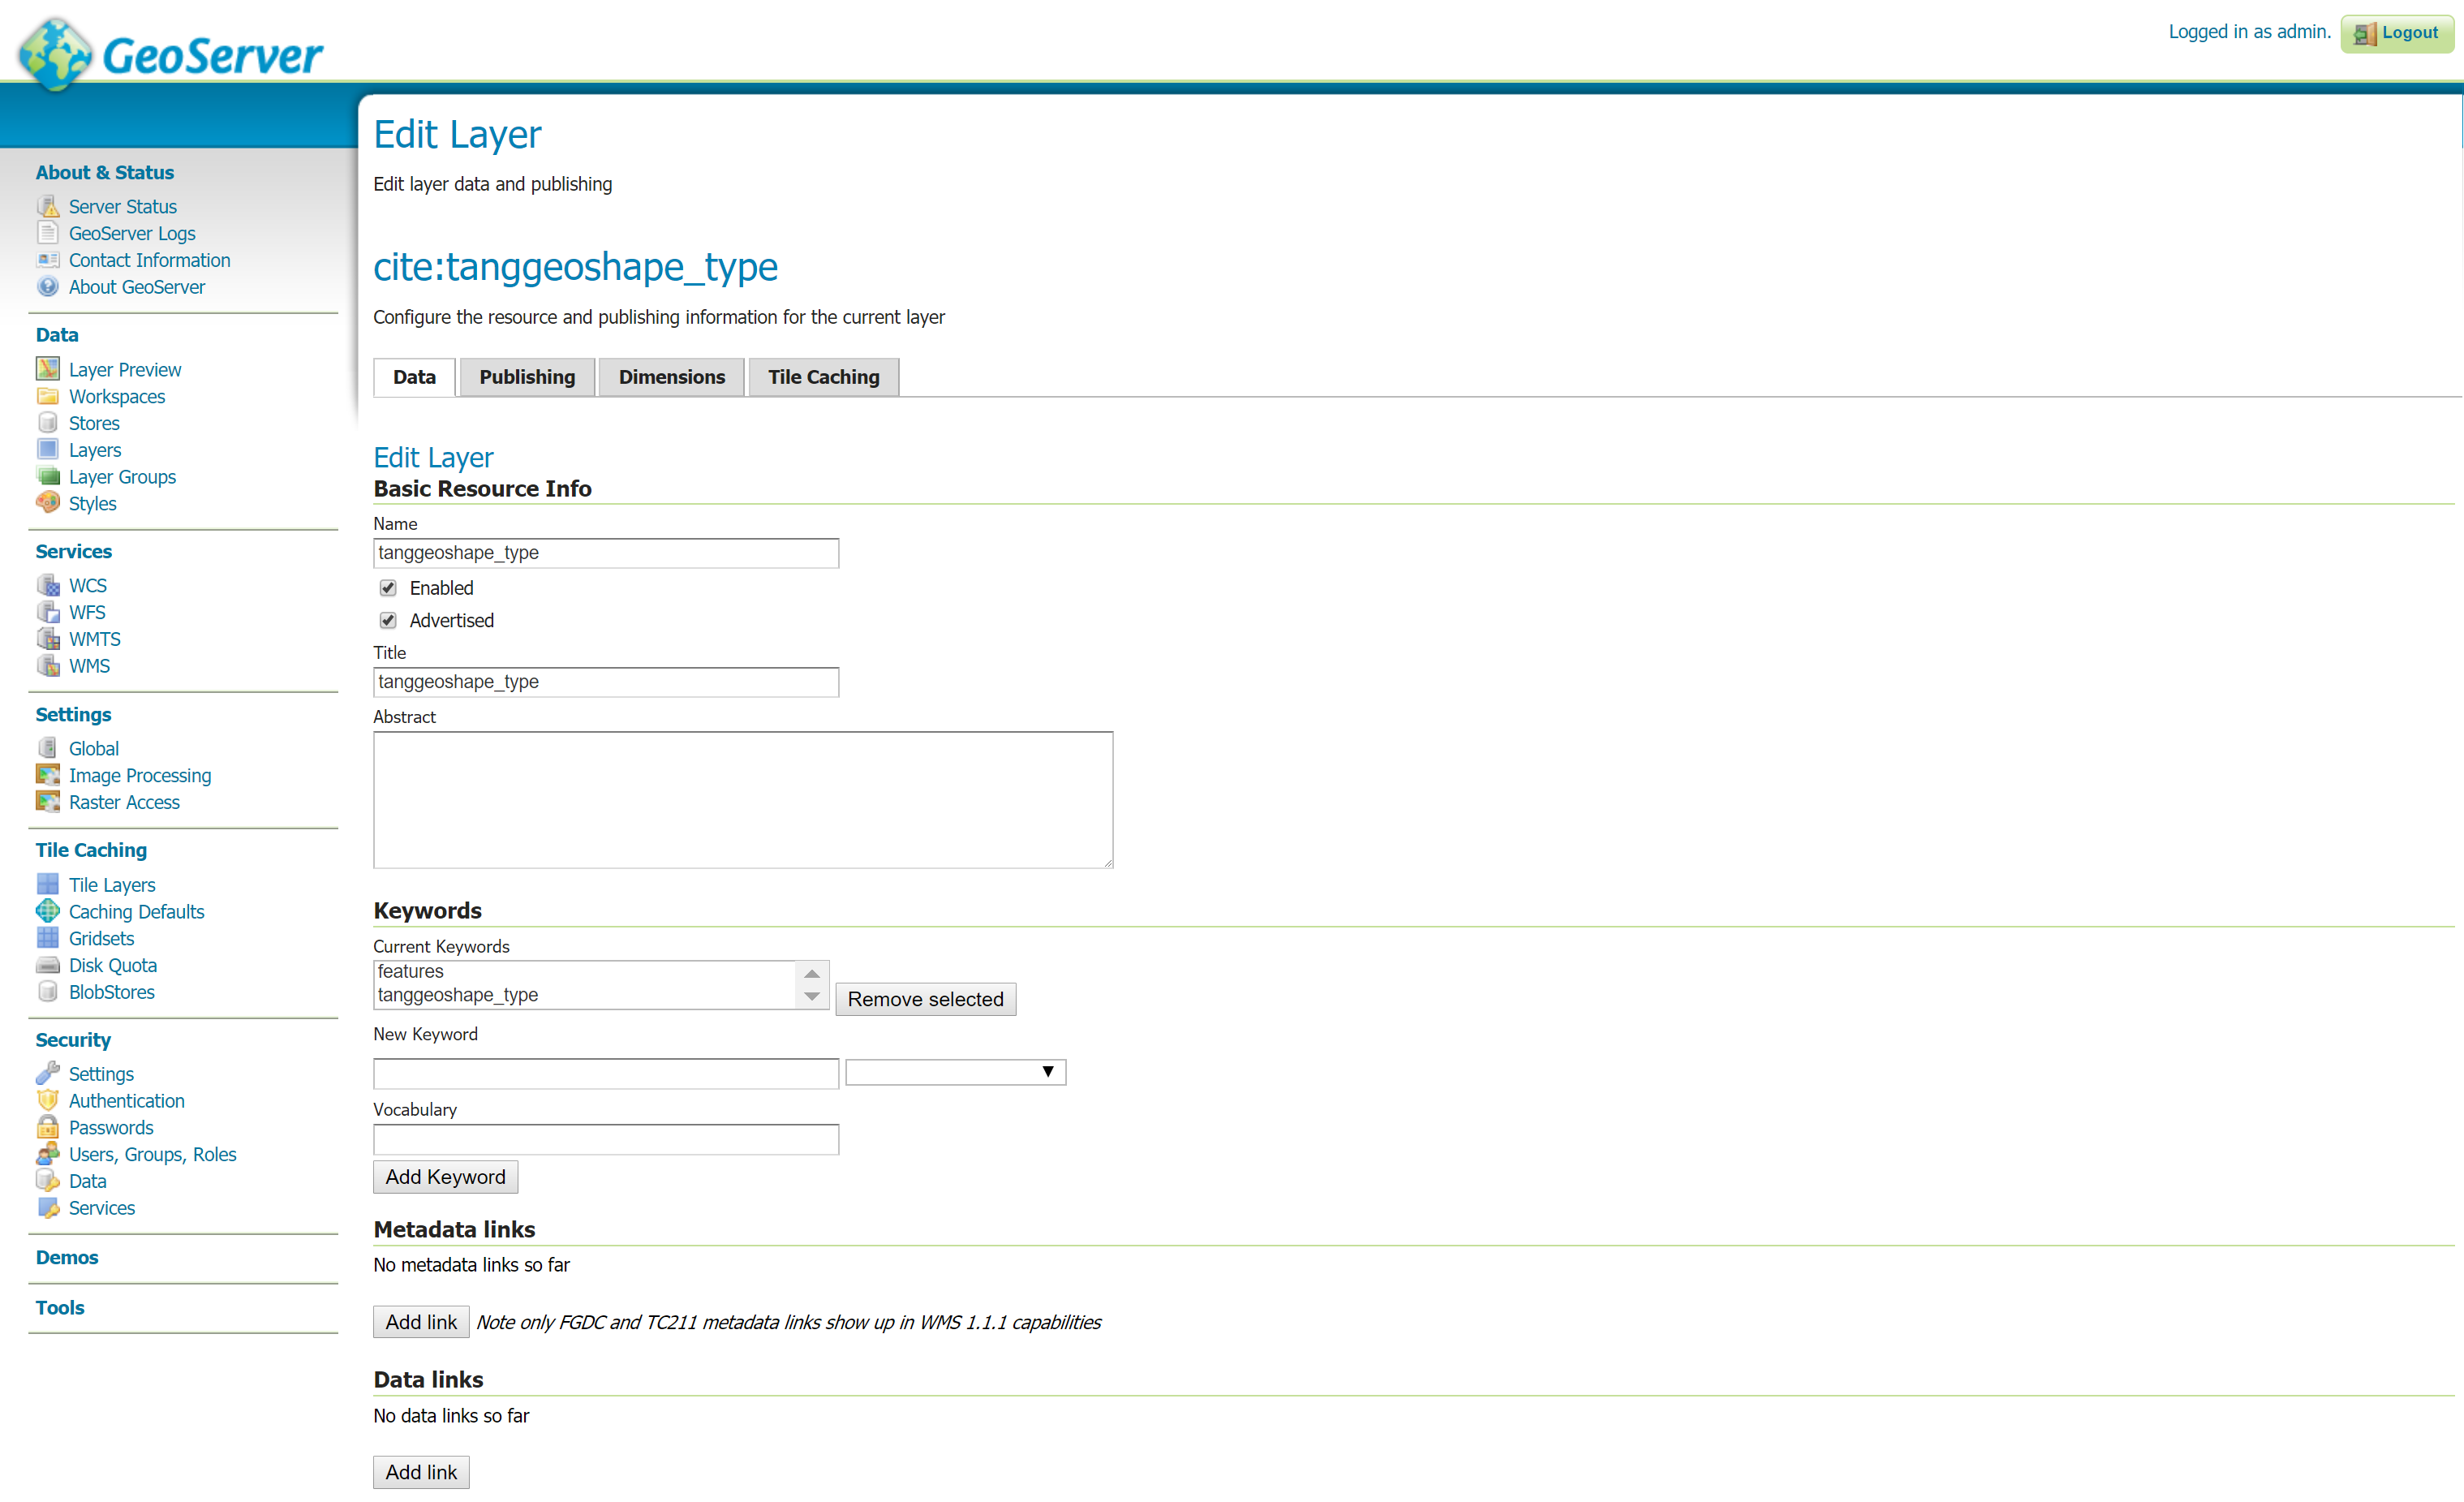 GeoServer
Logged in as admin.
Logout
About & Status
Server Status
GeoServer Logs
Contact Information
About GeoServer
Data
Layer Preview
Workspaces
Stores
Layers
Layer Groups
Styles
Services
WCS
WFS
WMTS
WMS
Settings
Global
Image Processing
Raster Access
Tile Caching
Tile Layers
Caching Defaults
Gridsets
Disk Quota
BlobStores
Security
Settings
Authentication
Passwords
Users, Groups, Roles
Data
Services
Demos
Tools
Edit Layer
Edit layer data and publishing
cite:tanggeoshape_type
Configure the resource and publishing information for the current layer
Data Publishing Dimensions Tile Caching
Edit Layer
Basic Resource Info
Name
tanggeoshape_type
Enabled
Advertised
Title
tanggeoshape_type
Abstract
Keywords
Current Keywords
features
tanggeoshape_type
Remove selected
New Keyword
Vocabulary
Add Keyword
Metadata links
No metadata links so far
Add link Note only FGDC and TC211 metadata links show up in WMS 1.1.1 capabilities
Data links
No data links so far
Add link